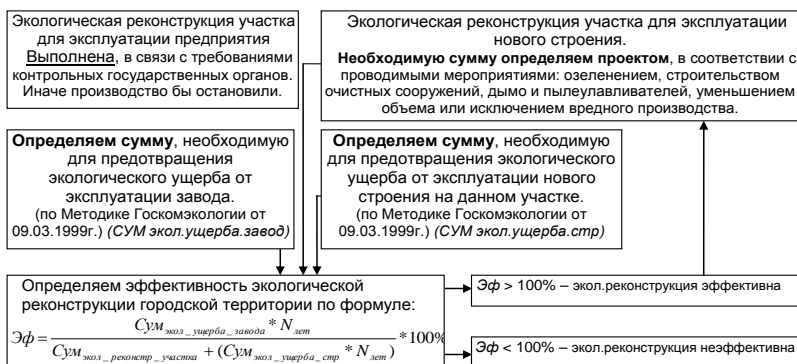 Экологическая реконструкция участка
для эксплуатации предприятия
Выполнена, в связи с требованиями
контрольных государственных органов.
Иначе производство бы остановили.
Экологическая реконструкция участка для эксплуатации
нового строения.
Необходимую сумму определяем проектом, в соответствии с
проводимыми мероприятиями: озеленением, строительством
очистных сооружений, дымо и пылеулавливателей, уменьшением
объема или исключением вредного производства.
Определяем сумму, необходимую
для предотвращения
экологического ущерба от
эксплуатации завода.
(по Методике Госкомэкологии от
09.03.1999г.) (СУМ экол.ущерба.завод)
Определяем сумму, необходимую
для предотвращения экологического
ущерба от эксплуатации нового
строения на данном участке.
(по Методике Госкомэкологии от
09.03.1999г.) (СУМ экол.ущерба.стр)
Определяем эффективность экологической
реконструкции городской территории по формуле:
Эф = Сум_экол_ущерба_завода * N_лет / Сум_экол_реконстр_участка + (Сум_экол_ущерба_стр * N_лет) * 100%
Эф > 100% – экол.реконструкция эффективна
Эф < 100% – экол.реконструкция неэффективна